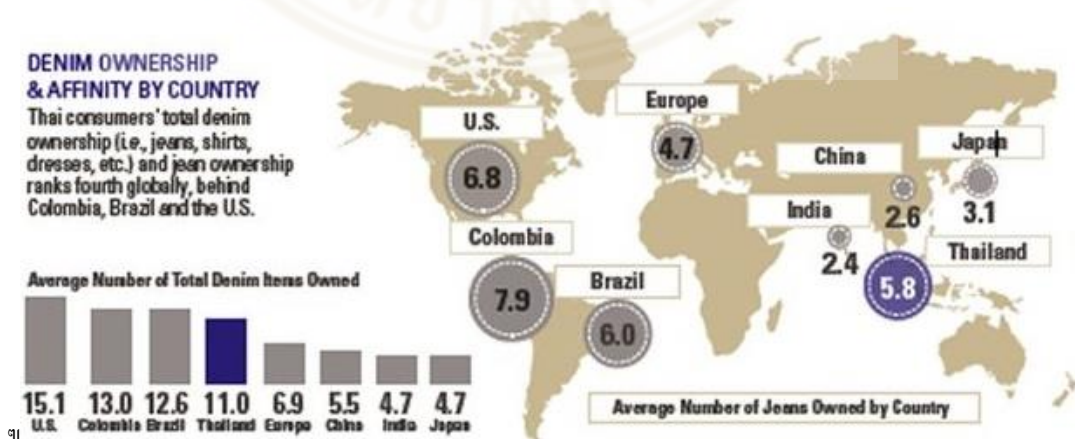 DENIM OWNERSHIP
& AFFINITY BY COUNTRY
Thai consumers' total denim
ownership (i.e., jeans, shirts,
dresses, etc.) and jean ownership
ranks fourth globally, behind
Colombia, Brazil and the U.S.
U.S.
6.8
Europe
4.7
China
2.6
Japan
3.1
India
2.4
Thailand
5.8
Colombia
7.9
Brazil
6.0
Average Number of Total Denim Items Owned
15.1 13.0 12.6 11.0 6.9 5.5 4.7 4.7
U.S. Colombia Brazil Thailand Europe China India Japan
Average Number of Jeans Owned by Country